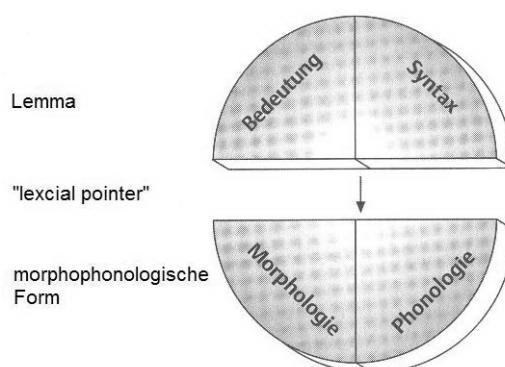 Lemma
Bedeutung
Syntax
"lexcial pointer"
morphophonologische
Form
Morphologie
Phonologie